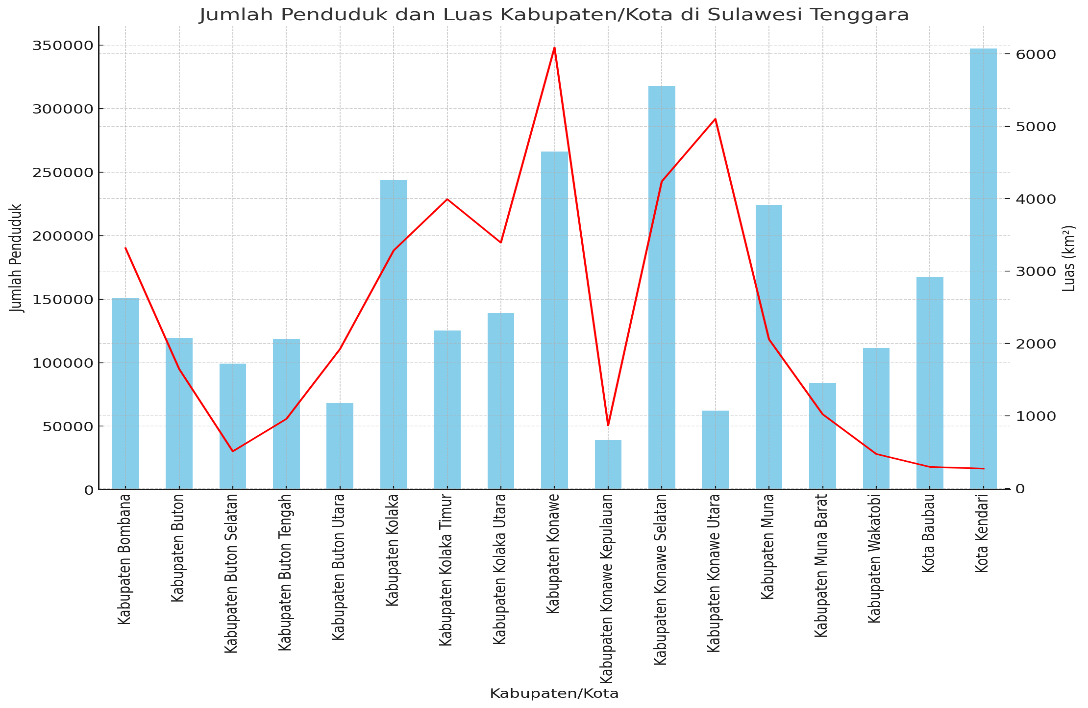 Jumlah Penduduk dan Luas Kabupaten/Kota di Sulawesi Tenggara
Jumlah Penduduk
350000
300000
250000
200000
150000
100000
50000
0
6000
5000
4000
3000
2000
1000
0
Luas (km²)
Kabupaten Bombana
Kabupaten Buton
Kabupaten Buton Selatan
Kabupaten Buton Tengah
Kabupaten Buton Utara
Kabupaten Kolaka
Kabupaten Kolaka Timur
Kabupaten Kolaka Utara
Kabupaten Konawe
Kabupaten Konawe Kepulauan
Kabupaten Konawe Selatan
Kabupaten Konawe Utara
Kabupaten Muna
Kabupaten Muna Barat
Kabupaten Wakatobi
Kota Baubau
Kota Kendari
Kabupaten/Kota